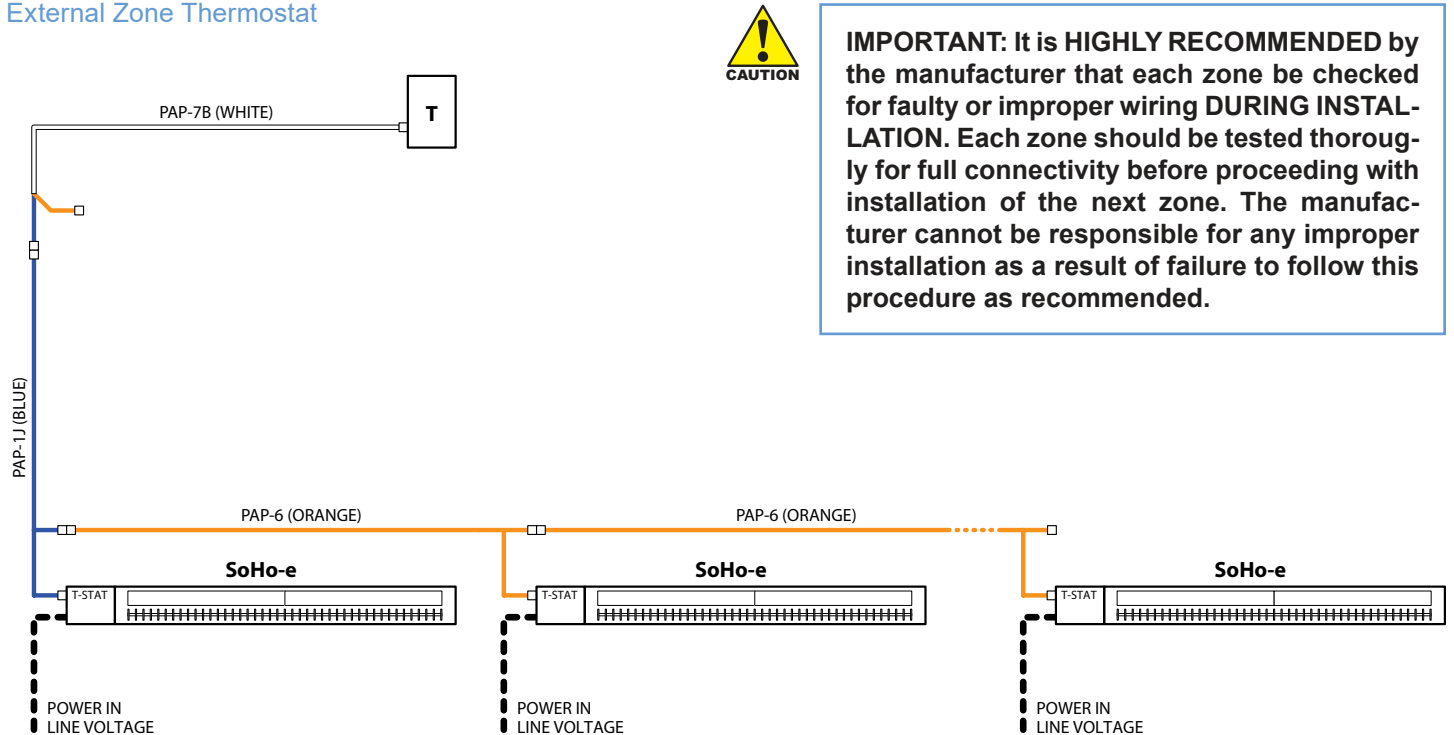 External Zone Thermostat
CAUTION
IMPORTANT: It is HIGHLY RECOMMENDED by
the manufacturer that each zone be checked
for faulty or improper wiring DURING INSTAL-
LATION. Each zone should be tested thoroug-
ly for full connectivity before proceeding with
installation of the next zone. The manufac-
turer cannot be responsible for any improper
installation as a result of failure to follow this
procedure as recommended.
PAP-7B (WHITE)
T
PAP-1J (BLUE)
PAP-6 (ORANGE)
PAP-6 (ORANGE)
SoHo-e
SoHo-e
SoHo-e
T-STAT
T-STAT
T-STAT
POWER IN
LINE VOLTAGE
POWER IN
LINE VOLTAGE
POWER IN
LINE VOLTAGE